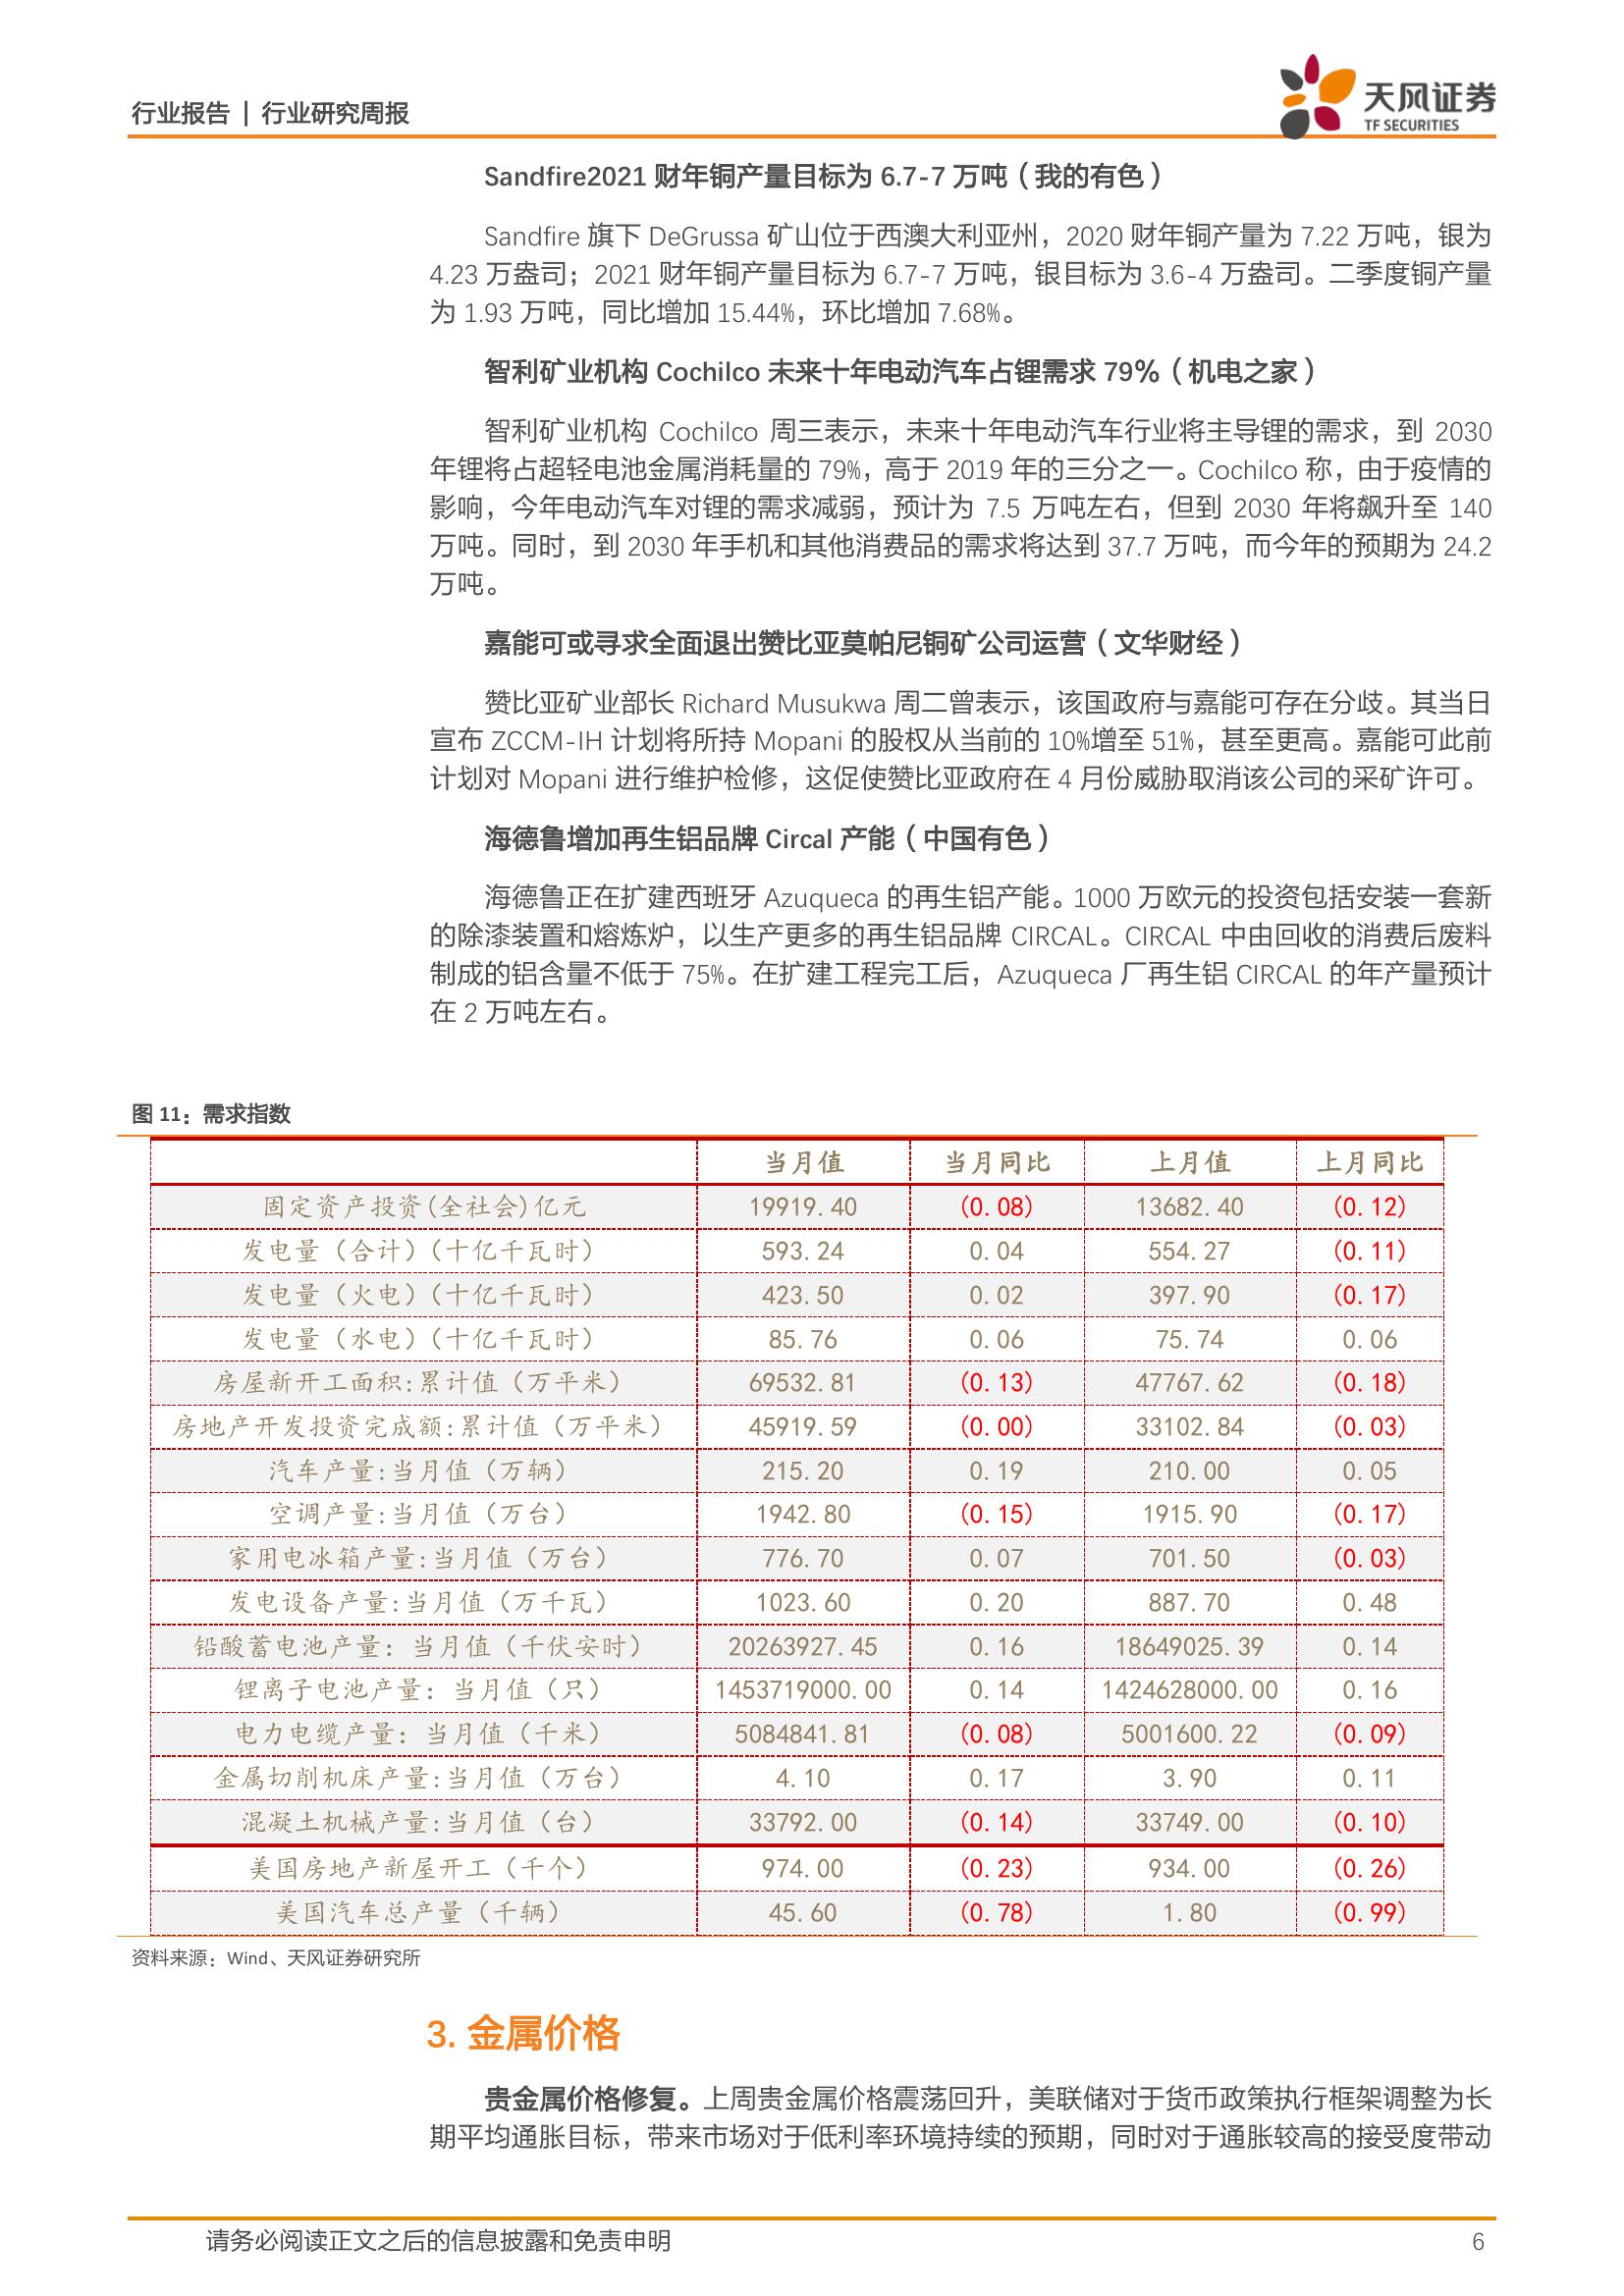 行业报告 | 行业研究周报
天风证券
TF SECURITIES
Sandfire2021 财年铜产量目标为 6.7-7 万吨（我的有色）
Sandfire 旗下 DeGrussa 矿山位于西澳大利亚州，2020 财年铜产量为 7.22 万吨，银为
4.23 万盎司；2021 财年铜产量目标为 6.7-7 万吨，银目标为 3.6-4 万盎司。二季度铜产量
为 1.93 万吨，同比增加 15.44%，环比增加 7.68%。
智利矿业机构 Cochilco 未来十年电动汽车占锂需求 79%（机电之家）
智利矿业机构 Cochilco 周三表示，未来十年电动汽车行业将主导锂的需求，到 2030
年锂将占超轻电池金属消耗量的 79%，高于 2019 年的三分之一。Cochilco 称，由于疫情的
影响，今年电动汽车对锂的需求减弱，预计为 7.5 万吨左右，但到 2030 年将飙升至 140
万吨。同时，到 2030 年手机和其他消费品的需求将达到 37.7 万吨，而今年的预期为 24.2
万吨。
嘉能可或寻求全面退出赞比亚莫帕尼铜矿公司运营（文华财经）
赞比亚矿业部长 Richard Musukwa 周二曾表示，该国政府与嘉能可存在分歧。其当日
宣布 ZCCM-IH 计划将所持 Mopani 的股权从当前的 10%增至 51%，甚至更高。嘉能可此前
计划对 Mopani 进行维护检修，这促使赞比亚政府在 4 月份威胁取消该公司的采矿许可。
海德鲁增加再生铝品牌 Circal 产能（中国有色）
海德鲁正在扩建西班牙 Azuqueca 的再生铝产能。1000 万欧元的投资包括安装一套新
的除漆装置和熔炼炉，以生产更多的再生铝品牌 CIRCAL。CIRCAL 中由回收的消费后废料
制成的铝含量不低于 75%。在扩建工程完工后，Azuqueca 厂再生铝 CIRCAL 的年产量预计
在 2 万吨左右。
图 11：需求指数
当月值 当月同比 上月值 上月同比
固定资产投资(全社会)亿元 19919.40 (0.08) 13682.40 (0.12)
发电量（合计）(十亿千瓦时） 593.24 0.04 554.27 (0.11)
发电量（火电）(十亿千瓦时） 423.50 0.02 397.90 (0.17)
发电量（水电）(十亿千瓦时） 85.76 0.06 75.74 0.06
房屋新开工面积:累计值（万平米） 69532.81 (0.13) 47767.62 (0.18)
房地产开发投资完成额:累计值（万平米） 45919.59 (0.00) 33102.84 (0.03)
汽车产量:当月值（万辆） 215.20 0.19 210.00 0.05
空调产量:当月值（万台） 1942.80 (0.15) 1915.90 (0.17)
家用电冰箱产量:当月值（万台） 776.70 0.07 701.50 (0.03)
发电设备产量:当月值（万千瓦） 1023.60 0.20 887.70 0.48
铅酸蓄电池产量：当月值（千伏安时） 20263927.45 0.16 18649025.39 0.14
锂离子电池产量：当月值（只） 1453719000.00 0.14 1424628000.00 0.16
电力电缆产量：当月值（千米） 5084841.81 (0.08) 5001600.22 (0.09)
金属切削机床产量:当月值（万台） 4.10 0.17 3.90 0.11
混凝土机械产量:当月值（台） 33792.00 (0.14) 33749.00 (0.10)
美国房地产新屋开工（千个） 974.00 (0.23) 934.00 (0.26)
美国汽车总产量（千辆） 45.60 (0.78) 1.80 (0.99)
资料来源：Wind、天风证券研究所
3. 金属价格
贵金属价格修复。上周贵金属价格震荡回升，美联储对于货币政策执行框架调整为长
期平均通胀目标，带来市场对于低利率环境持续的预期，同时对于通胀较高的接受度带动
请务必阅读正文之后的信息披露和免责申明 6